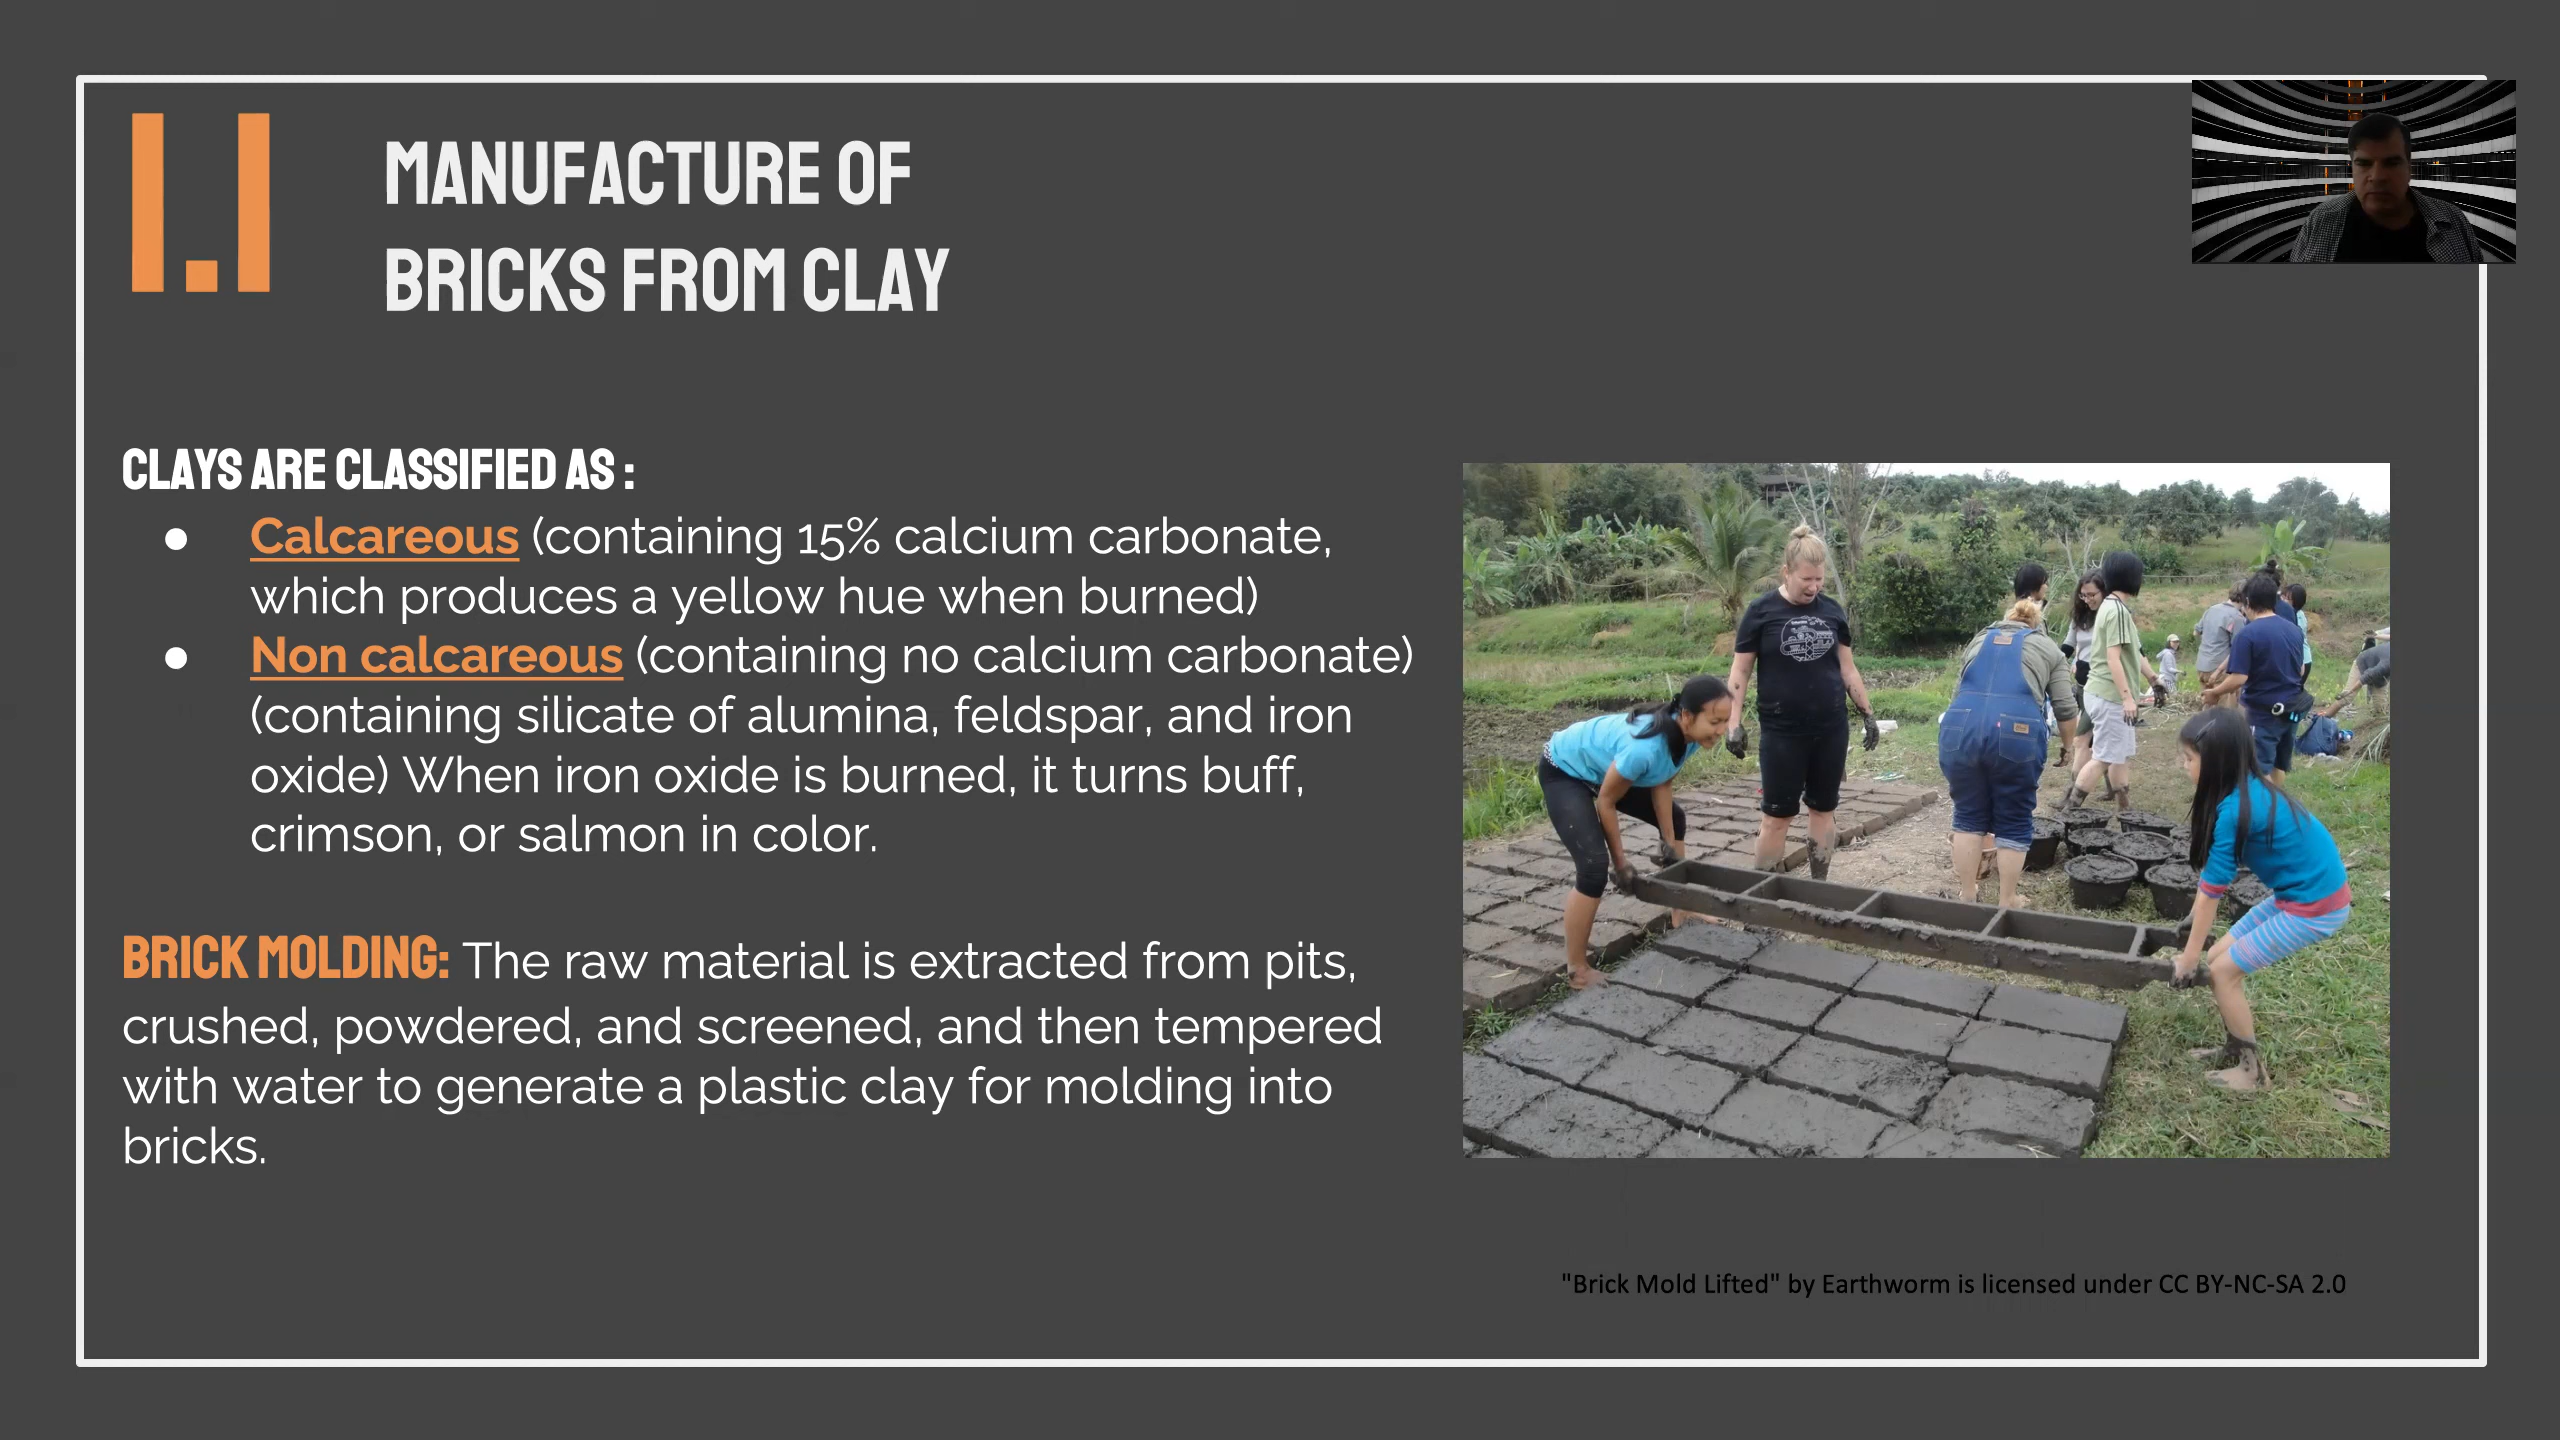 1.1
MANUFACTURE OF
BRICKS FROM CLAY
CLAYS ARE CLASSIFIED AS :
● Calcareous (containing 15% calcium carbonate,
which produces a yellow hue when burned)
● Non calcareous (containing no calcium carbonate)
(containing silicate of alumina, feldspar, and iron
oxide) When iron oxide is burned, it turns buff,
crimson, or salmon in color.
BRICK MOLDING: The raw material is extracted from pits,
crushed, powdered, and screened, and then tempered
with water to generate a plastic clay for molding into
bricks.
"Brick Mold Lifted" by Earthworm is licensed under CC BY-NC-SA 2.0